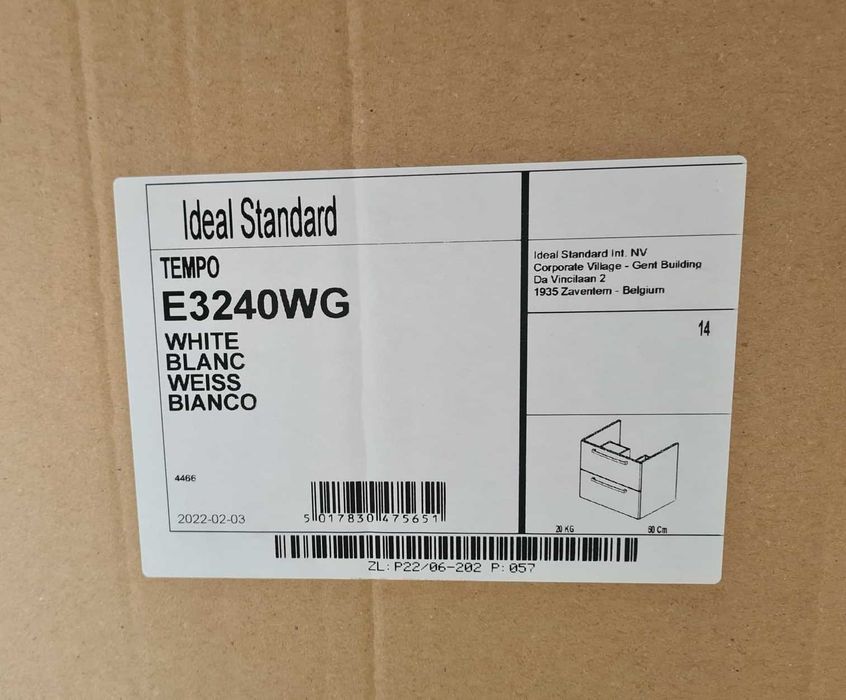 Ideal Standard
TEMPO
E3240WG
WHITE
BLANC
WEISS
BIANCO
4466
2022-02-03
5 017830 475651
Ideal Standard Int. NV
Corporate Village - Gent Building
Da Vincilaan 2
1935 Zaventem - Belgium
14
20 KG
50 Cm
ZL: P22/06-202 P: 057